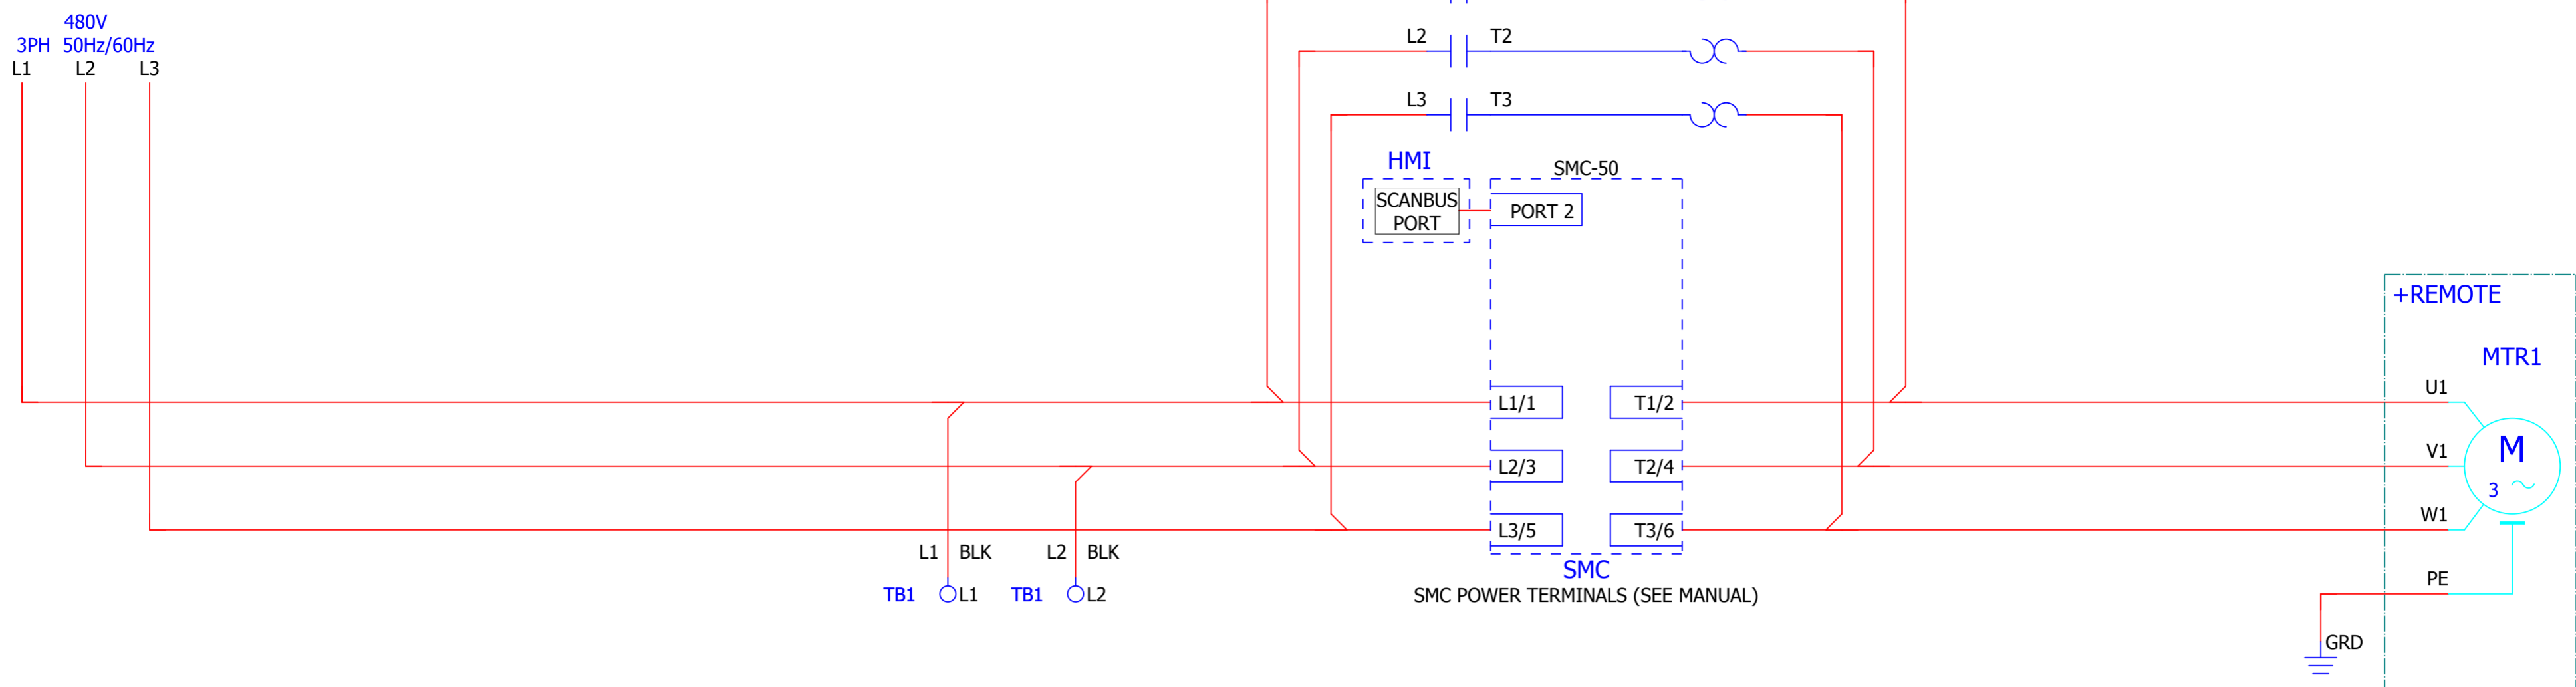 480V
3PH 50Hz/60Hz
L1 L2 L3
L2 T2
L3 T3
HMI
SCANBUS
PORT
SMC-50
PORT 2
+REMOTE
MTR1
L1/1 T1/2
L2/3 T2/4
L3/5 T3/6
U1
V1
W1
PE
M
3
L1 BLK L2 BLK
TB1 L1 TB1 L2
SMC
SMC POWER TERMINALS (SEE MANUAL)
GRD